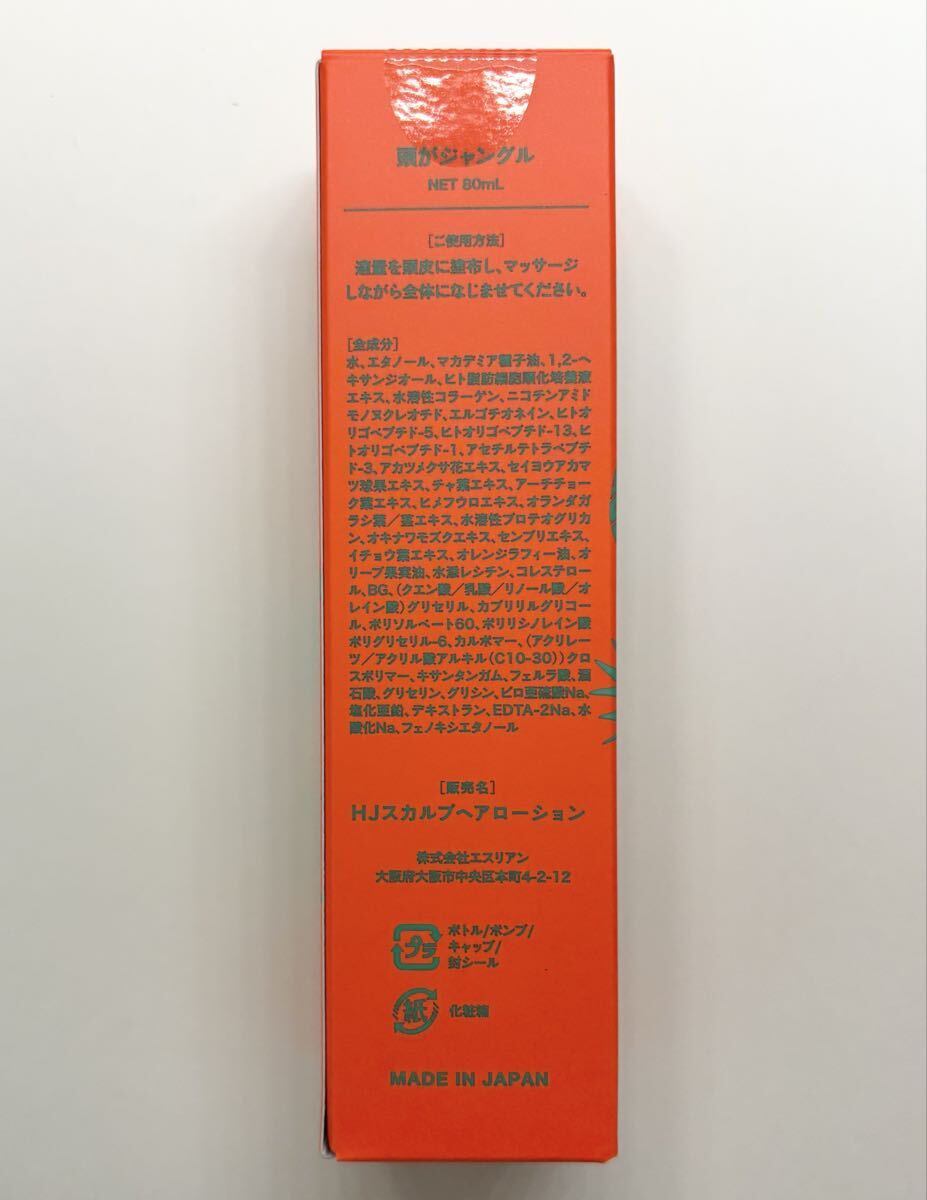 頭がジャングル
NET 80mL
［ご使用方法］
適量を頭皮に塗布し、マッサージ
しながら全体になじませてください。
［全成分］
水、エタノール、マカデミア種子油、1,2-ヘ
キサンジオール、ヒト脂肪細胞順化培養液
エキス、水溶性コラーゲン、ニコチンアミド
モノヌクレオチド、エルゴチオネイン、ヒトオ
リゴペプチド-5、ヒトオリゴペプチド-13、ヒ
トオリゴペプチド-1、アセチルテトラペプチ
ド-3、アカツメクサ花エキス、セイヨウアカマ
ツ球果エキス、チャ葉エキス、アーチチョー
ク葉エキス、ヒメフウロエキス、オランダガ
ラシ葉／茎エキス、水溶性プロテオグリカ
ン、オキナワモズクエキス、センブリエキス、
イチョウ葉エキス、オレンジラフィー油、オ
リーブ果実油、水添レシチン、コレステロー
ル、BG、（クエン酸／乳酸／リノール酸／オ
レイン酸）グリセリル、カプリリルグリコー
ル、ポリソルベート60、ポリリシノレイン酸
ポリグリセリル-6、カルボマー、（アクリレー
ツ／アクリル酸アルキル（C10-30））クロ
スポリマー、キサンタンガム、フェルラ酸、酒
石酸、グリセリン、グリシン、ピロ亜硫酸Na、
塩化亜鉛、デキストラン、EDTA-2Na、水
酸化Na、フェノキシエタノール
［販売名］
HJスカルプヘアローション
株式会社エスリアン
大阪府大阪市中央区本町4-2-12
プラ
ボトル/ポンプ/
キャップ/
封シール
紙
化粧箱
MADE IN JAPAN